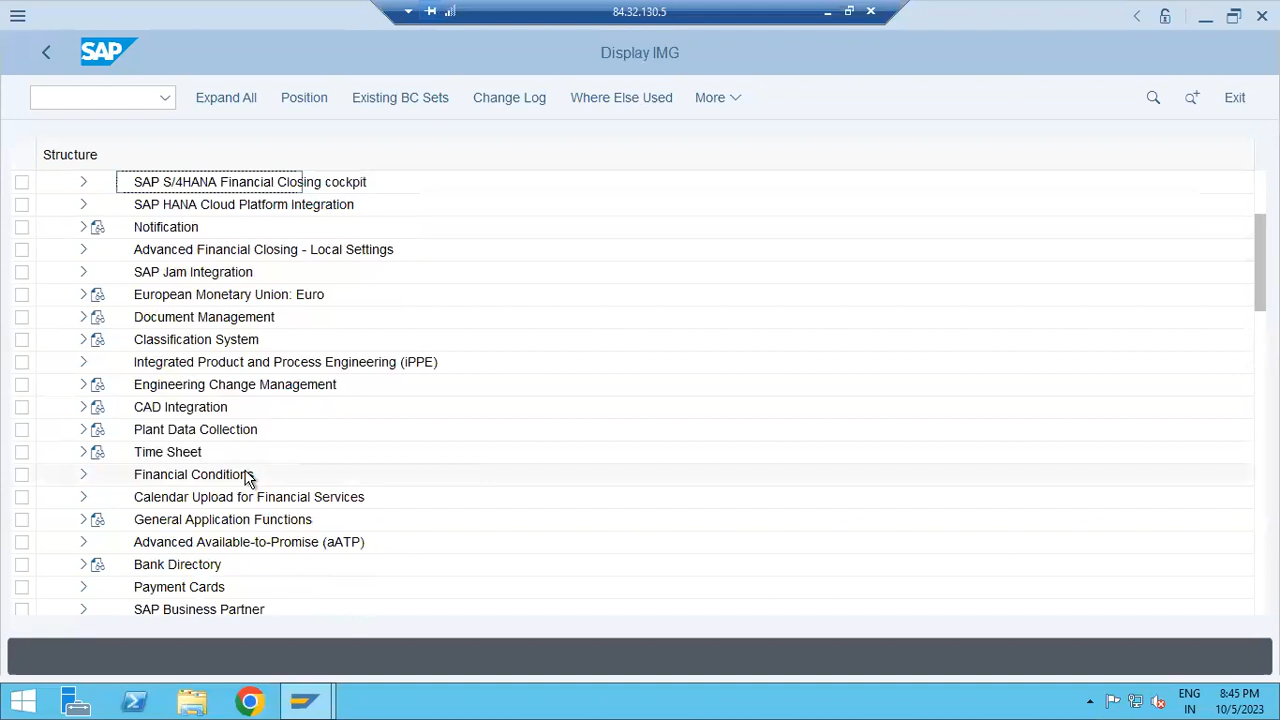 84.32.130.5
SAP
Display IMG
Expand All Position Existing BC Sets Change Log Where Else Used More Exit
Structure
SAP S/4HANA Financial Closing cockpit
SAP HANA Cloud Platform Integration
Notification
Advanced Financial Closing - Local Settings
SAP Jam Integration
European Monetary Union: Euro
Document Management
Classification System
Integrated Product and Process Engineering (iPPE)
Engineering Change Management
CAD Integration
Plant Data Collection
Time Sheet
Financial Conditions
Calendar Upload for Financial Services
General Application Functions
Advanced Available-to-Promise (aATP)
Bank Directory
Payment Cards
SAP Business Partner
ENG 8:45 PM
IN 10/5/2023